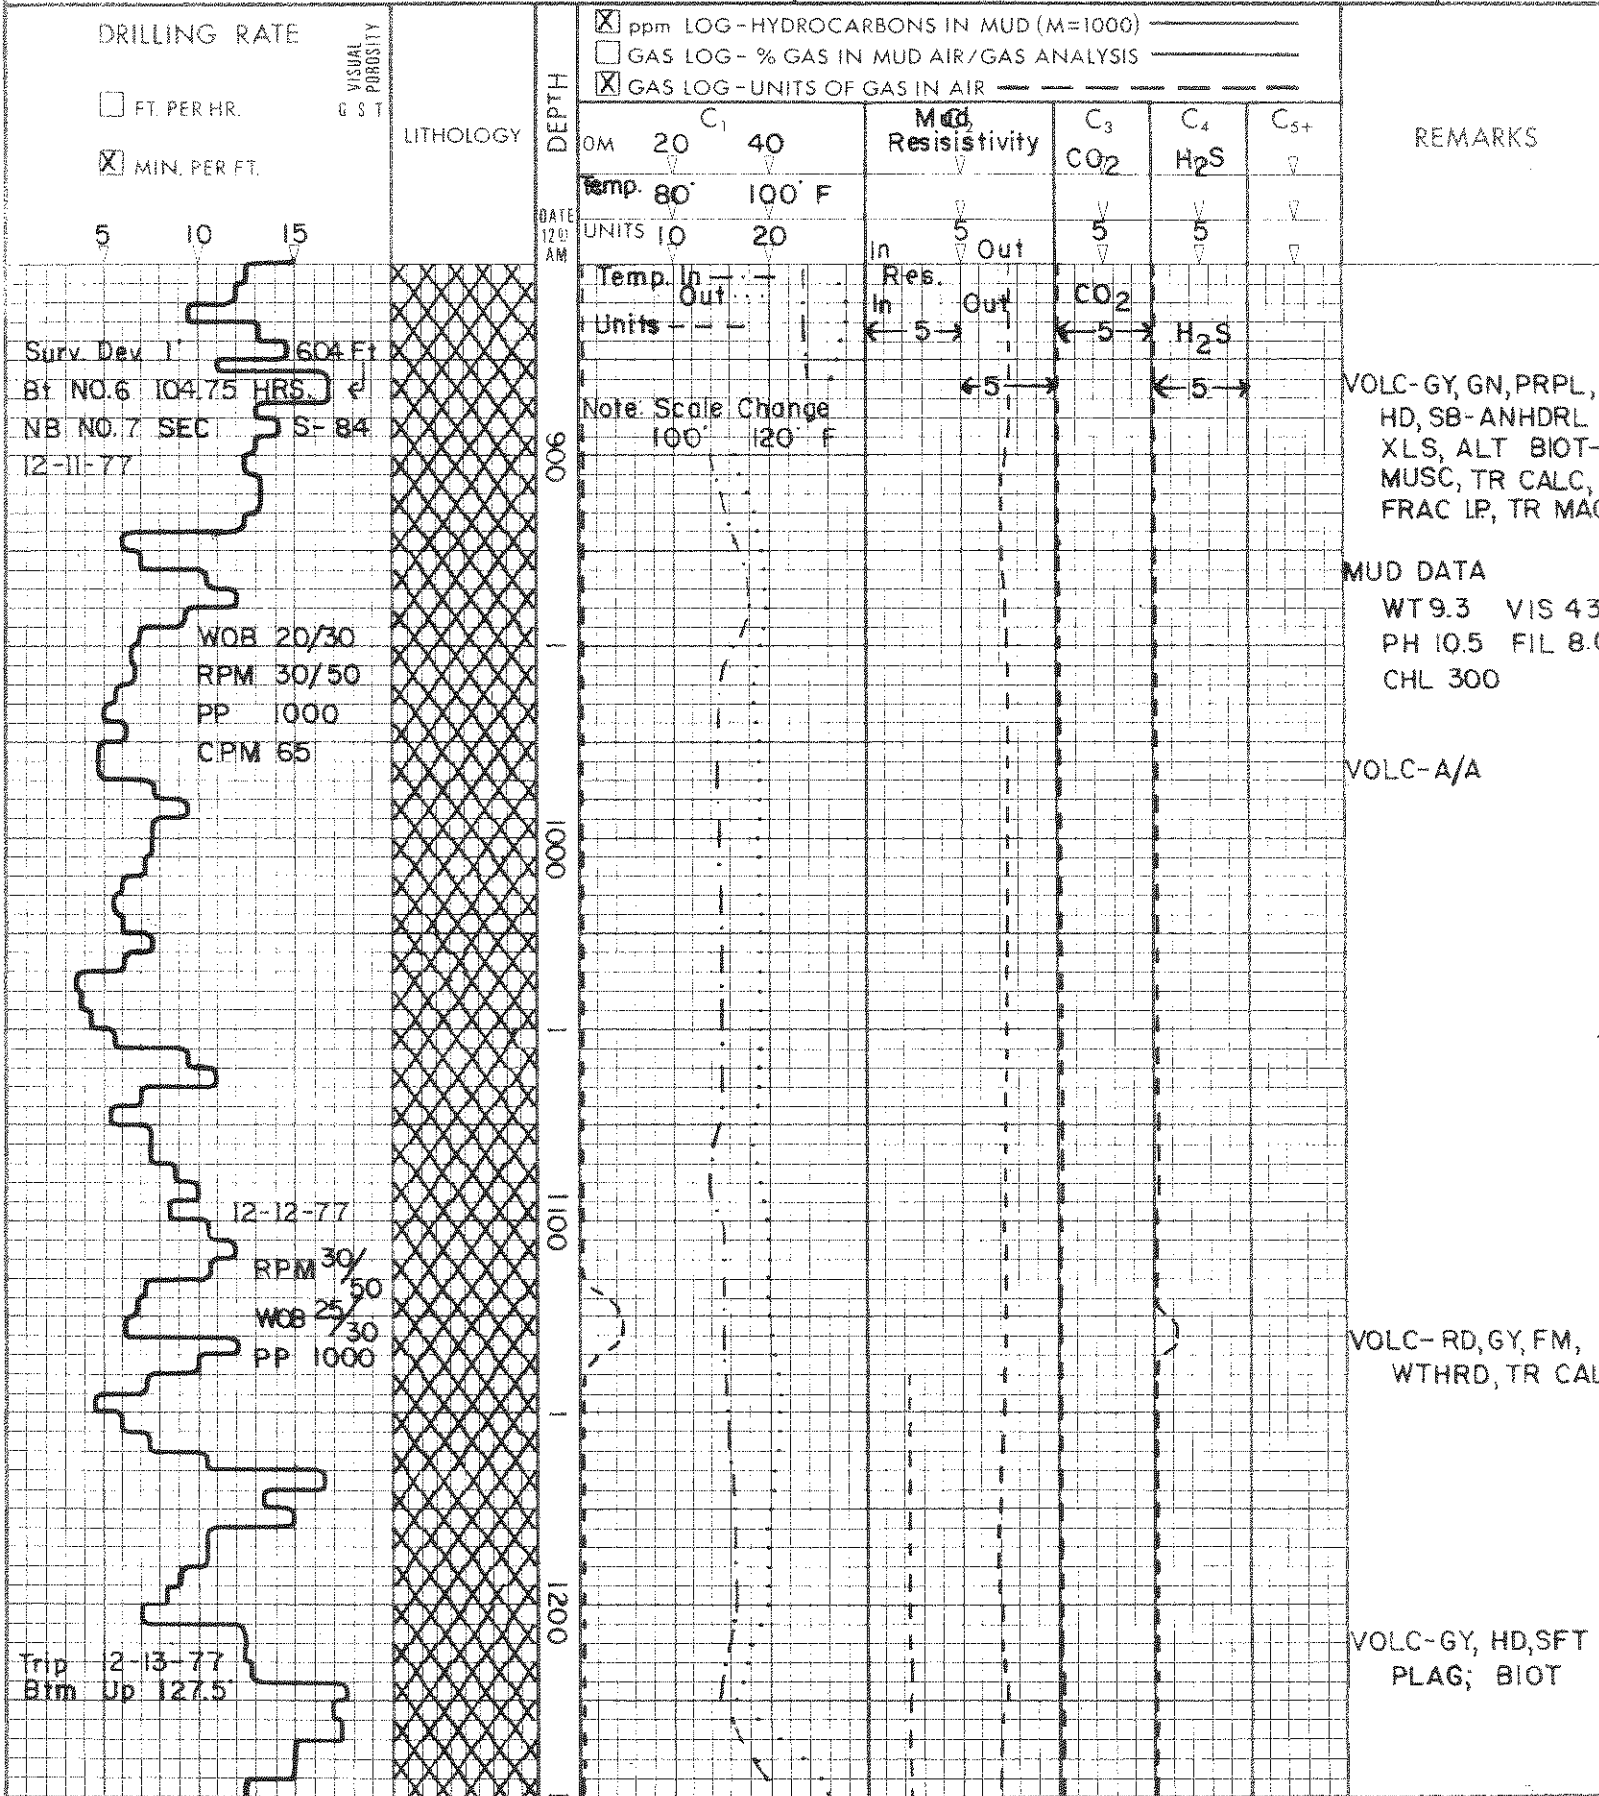 DRILLING RATE
VISUAL POROSITY
G S T
☐ FT. PER HR.
☒ MIN. PER FT.
5 10 15
LITHOLOGY
DEPTH
DATE
AM
☒ ppm LOG-HYDROCARBONS IN MUD (M=1000)
☐ GAS LOG-% GAS IN MUD AIR/GAS ANALYSIS
☒ GAS LOG-UNITS OF GAS IN AIR
C1
OM 20 40
Temp. 80° 100° F
UNITS 10 20
Mud
Resisistivity
5
In Out
C3
CO2
5
C4
H2S
5
C5+
REMARKS
Temp. In
Out
Units
Res.
In Out
5
5
CO2
5
H2S
5
Note: Scale Change
100° 120° F
Surv Dev 1° 604 Ft
Bt NO.6 104.75 HRS.
NB NO.7 SEC S-84
12-11-77
900
VOLC-GY, GN, PRPL,
HD, SB-ANHDRL
XLS, ALT BIOT-
MUSC, TR CALC,
FRAC IP, TR MAG
MUD DATA
WT 9.3 VIS 43
PH 10.5 FIL 8.0
CHL 300
WOB 20/30
RPM 30/50
PP 1000
CPM 65
VOLC-A/A
1000
1100
12-12-77
RPM 30/50
WOB 25/30
PP 1000
VOLC-RD, GY, FM,
WTHRD, TR CAL
1200
Trip 12-13-77
Btm Up 127.5°
VOLC-GY, HD, SFT
PLAG; BIOT